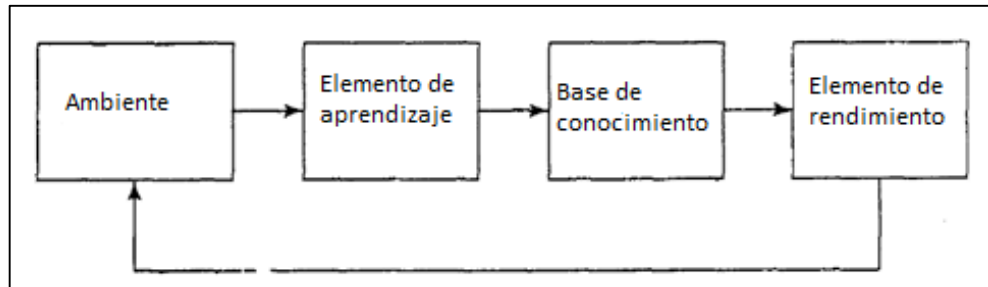 Ambiente
Elemento de
aprendizaje
Base de
conocimiento
Elemento de
rendimiento